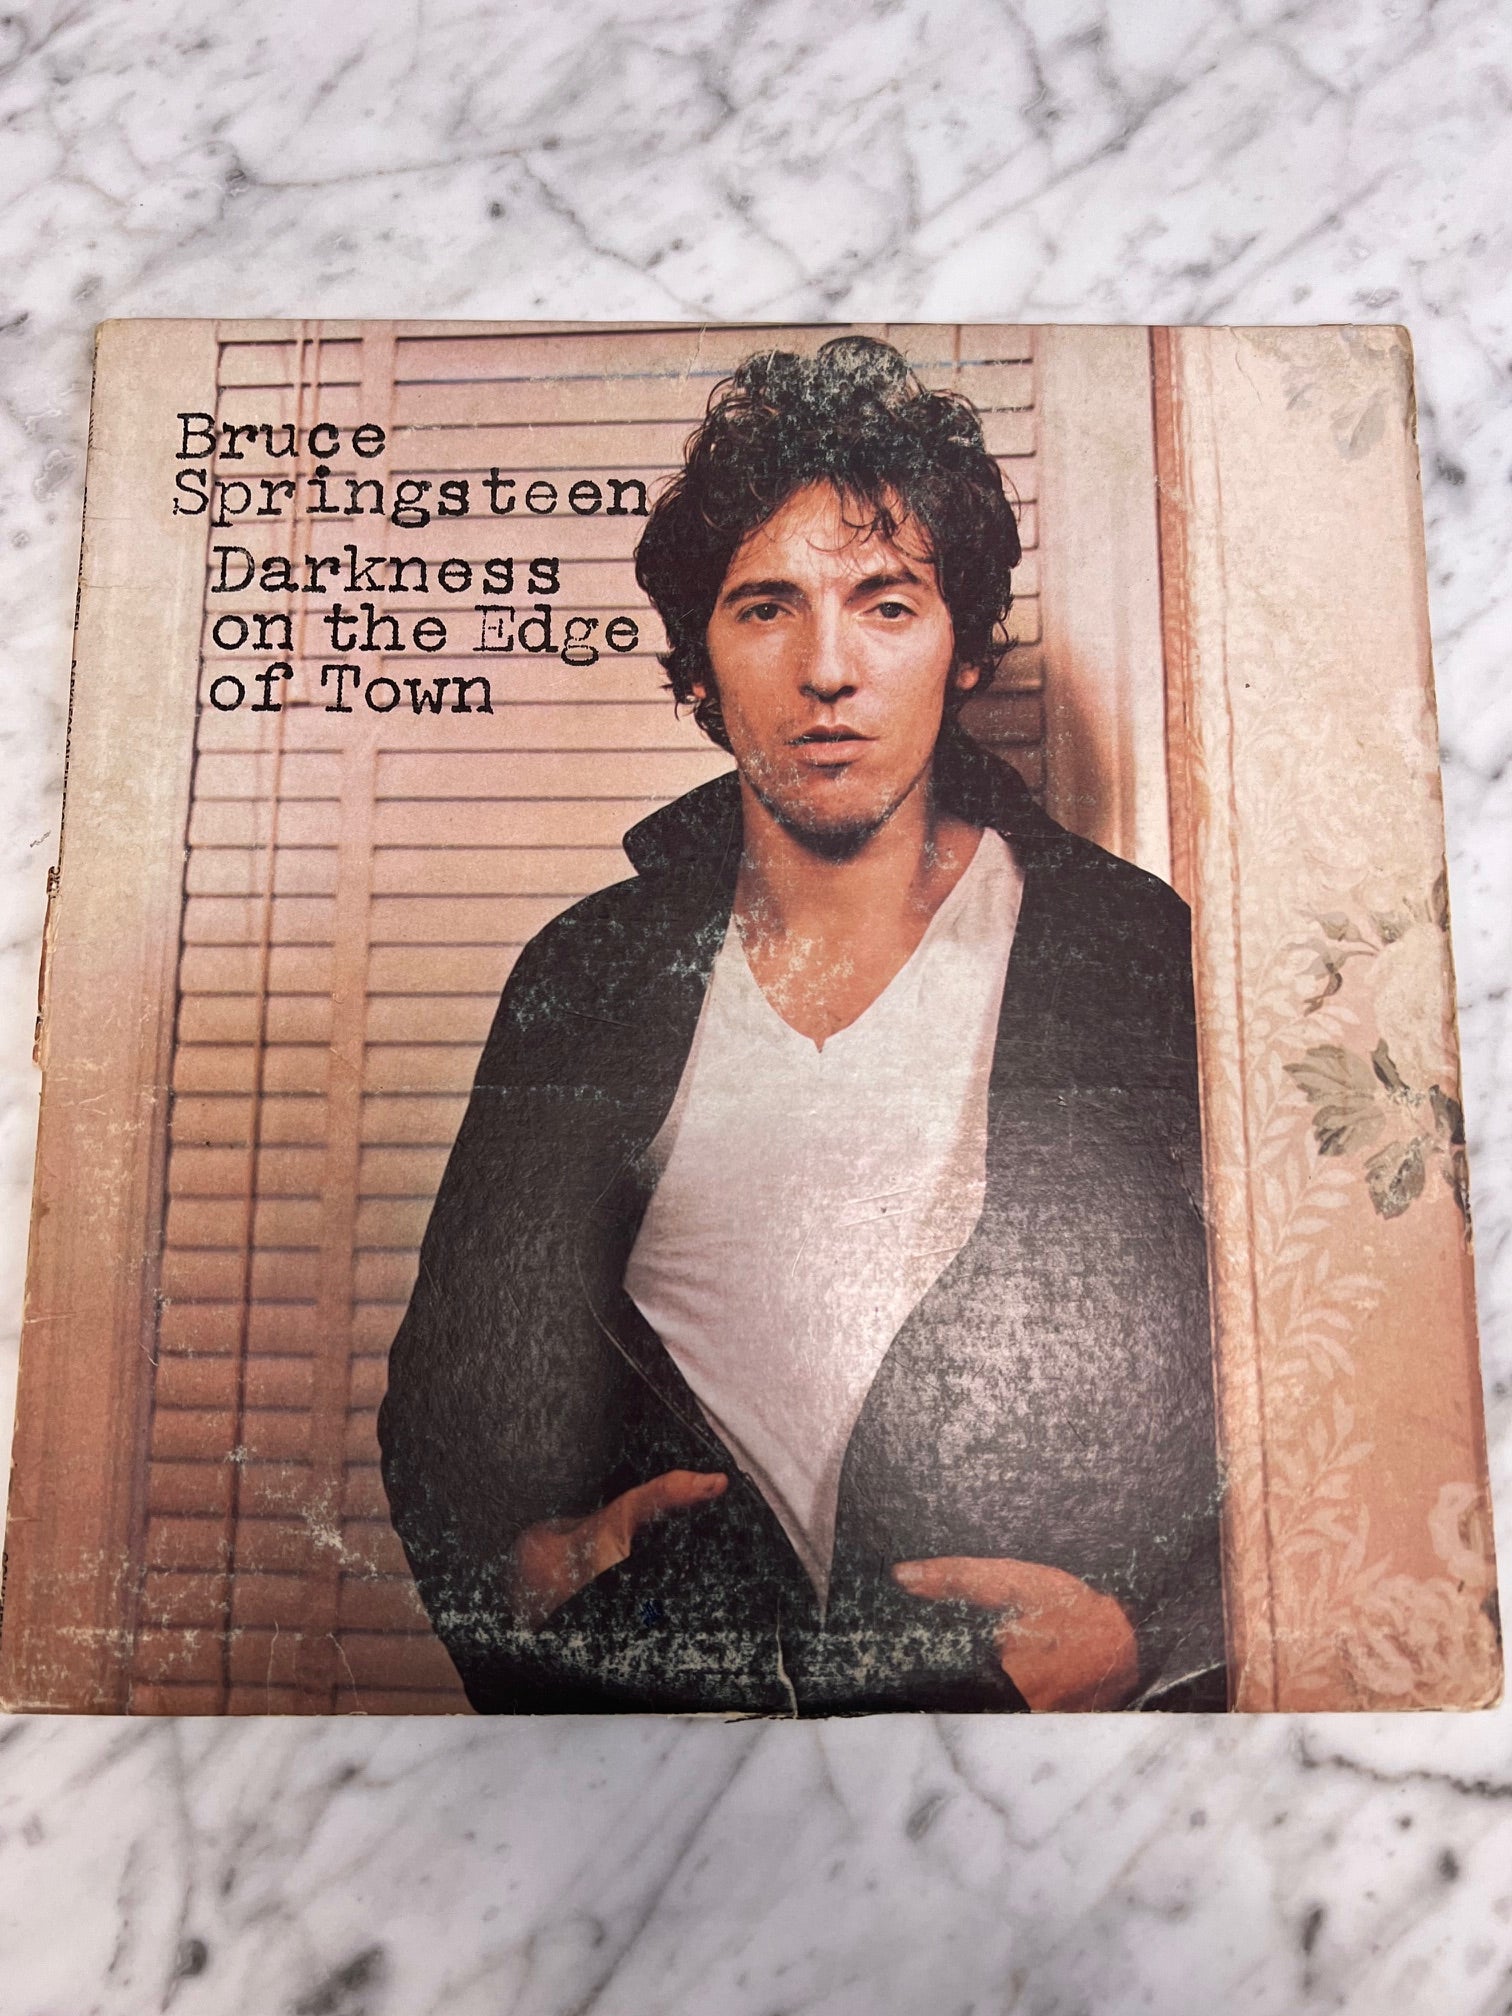 Bruce
Springsteen
Darkness
on the Edge
of Town